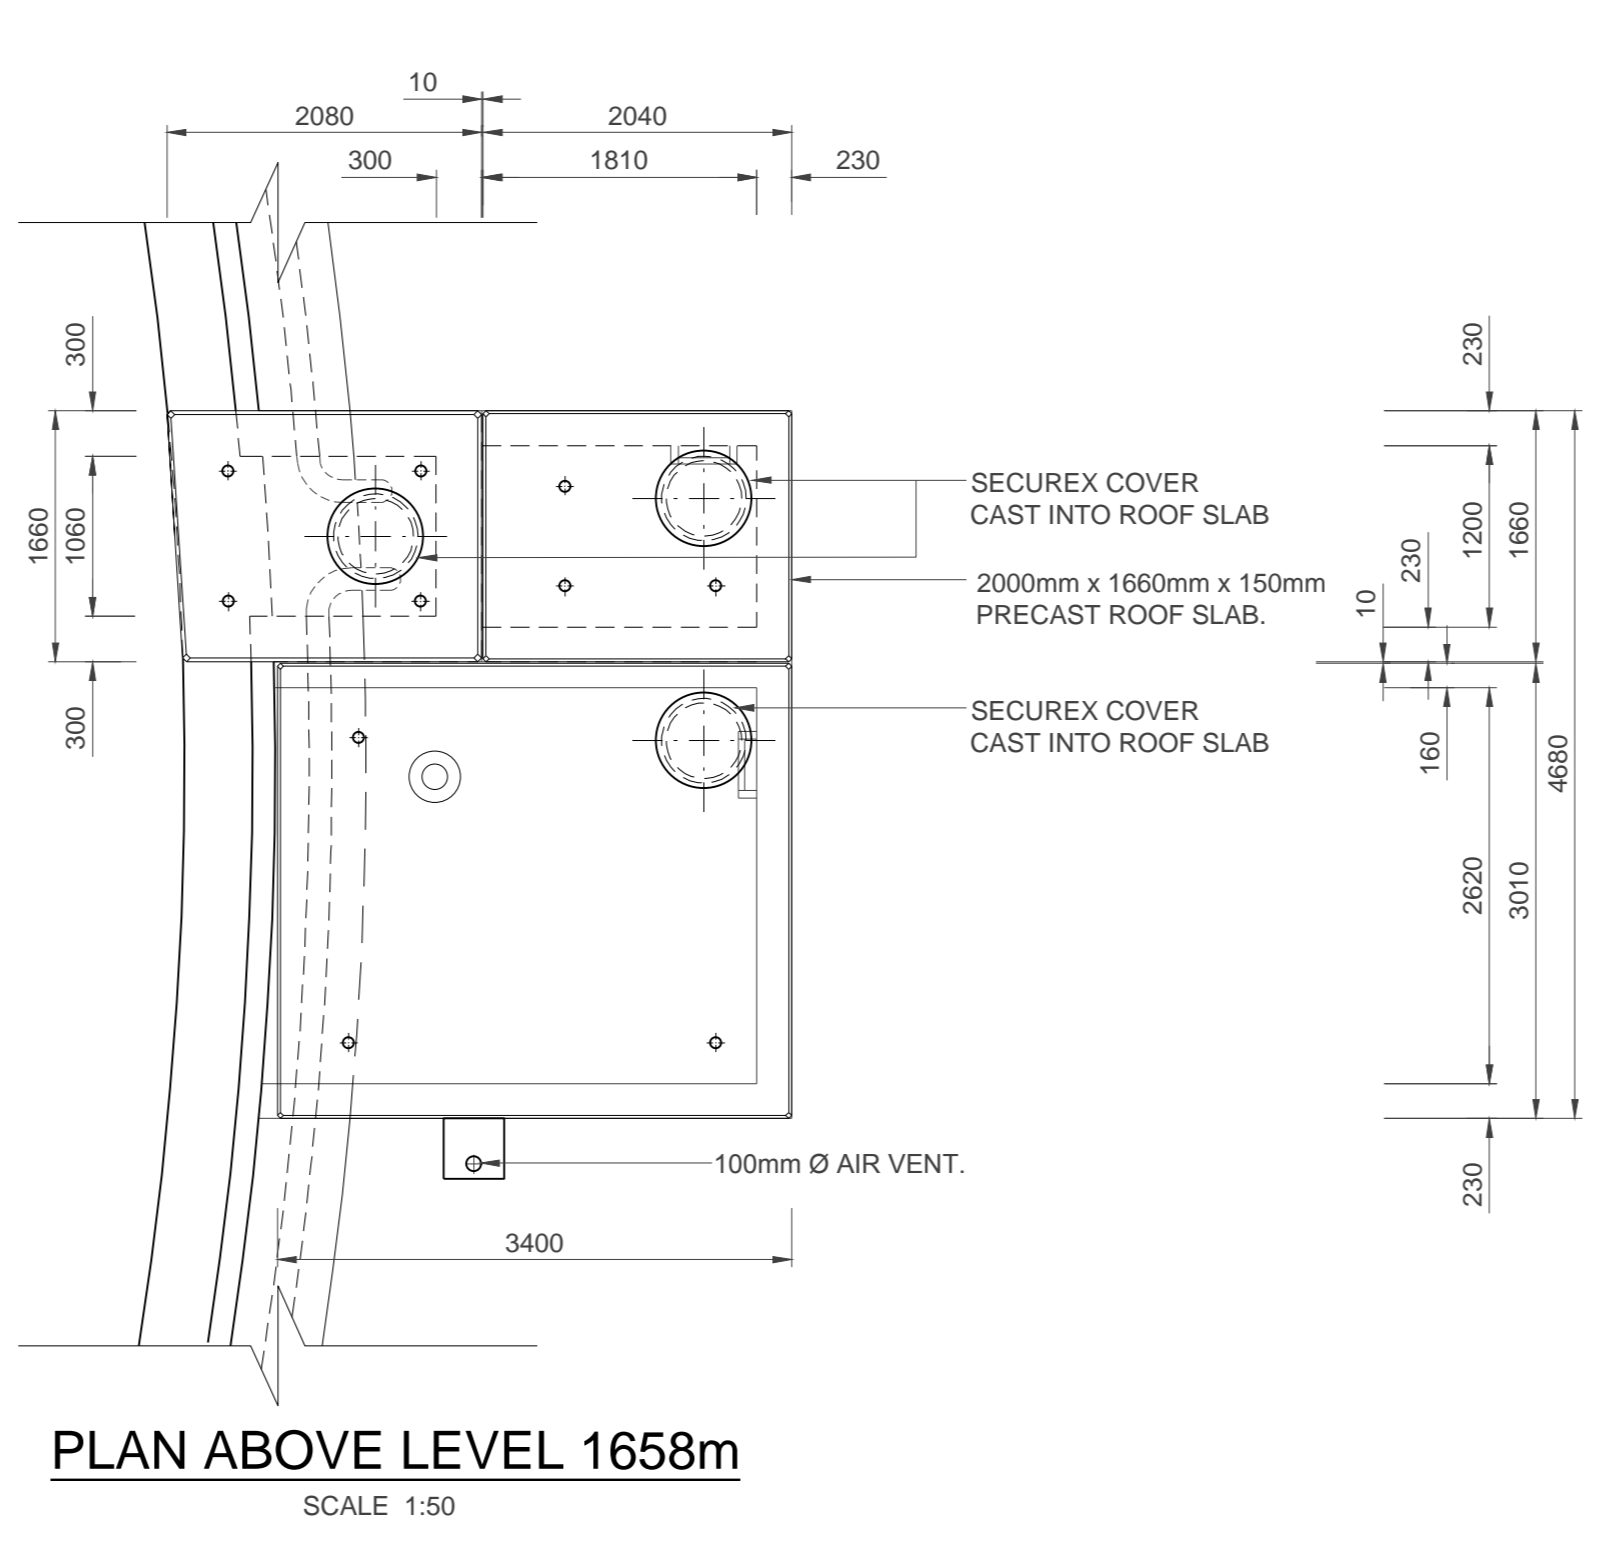 10
2080
2040
300
1810
230
300
230
1660
1060
SECUREX COVER
CAST INTO ROOF SLAB
1200
1660
230
10
2000mm x 1660mm x 150mm
PRECAST ROOF SLAB.
300
SECUREX COVER
CAST INTO ROOF SLAB
160
4680
2620
3010
100mm Ø AIR VENT.
230
3400
PLAN ABOVE LEVEL 1658m
SCALE 1:50